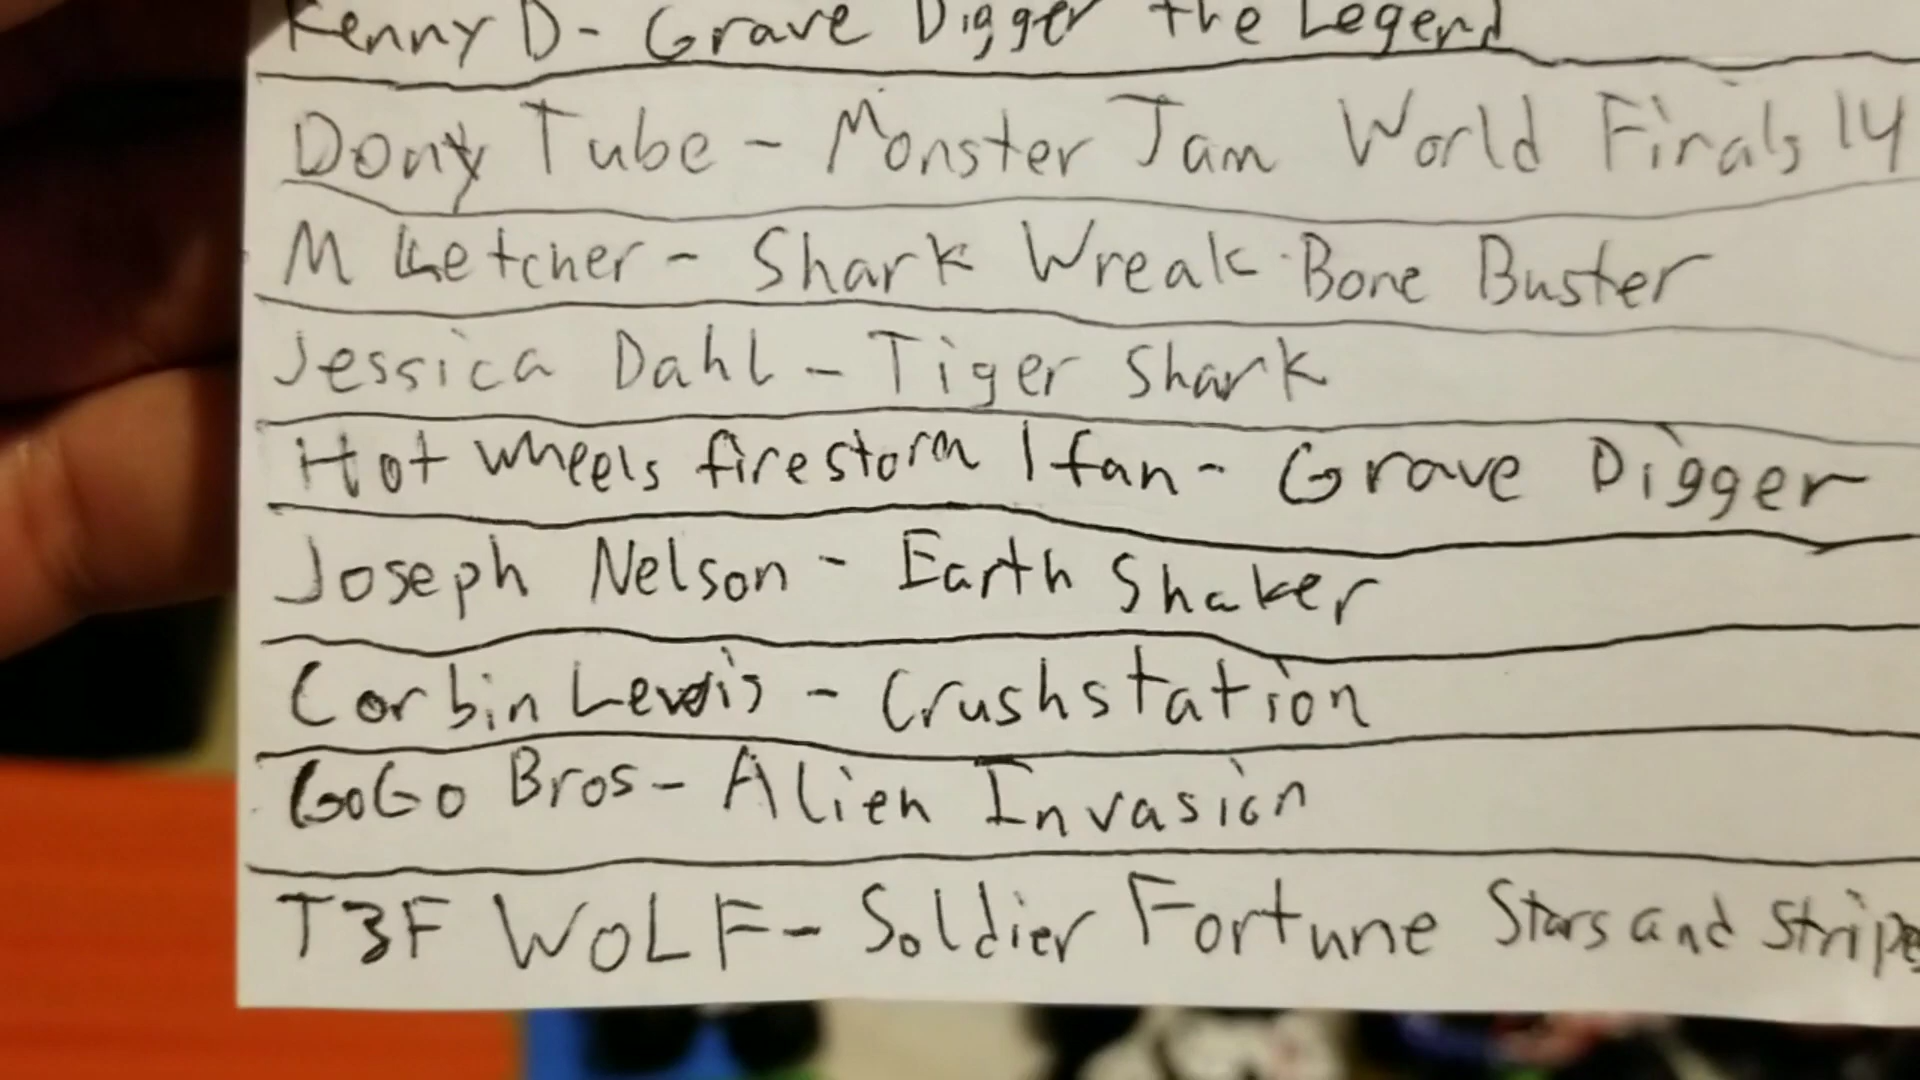 Kenny D - Grave Digger the Legend
Dony Tube - Monster Jam World Finals 14
M Ketcher - Shark Wreak Bone Buster
Jessica Dahl - Tiger Shark
Hot wheels firestorm 1 fan - Grave Digger
Joseph Nelson - Earth Shaker
Corbin Lewis - Crushstation
GoGo Bros - Alien Invasion
T3F WOLF - Soldier Fortune Stars and Stripes